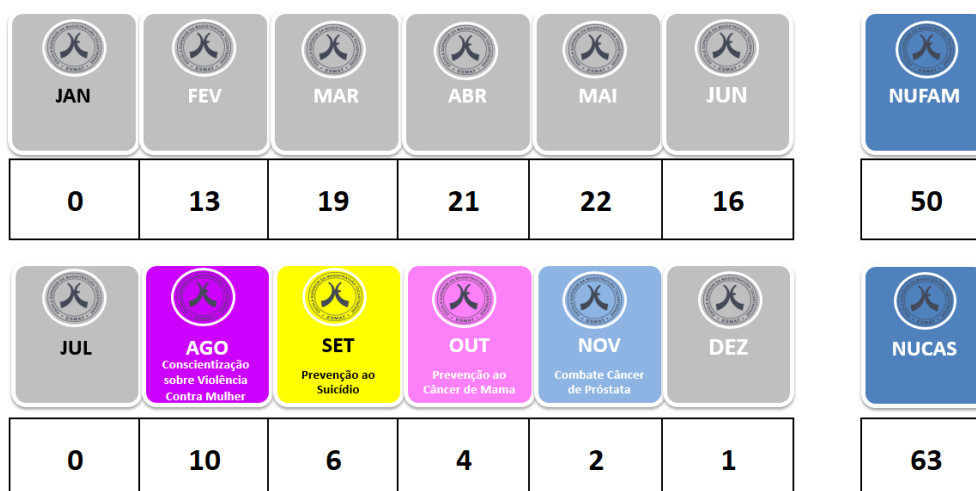 JAN FEV MAR ABR MAI JUN NUFAM
0 13 19 21 22 16 50
JUL AGO SET OUT NOV DEZ NUCAS
Conscientização sobre Violência Contra Mulher
Prevenção ao Suicídio
Prevenção ao Câncer de Mama
Combate Câncer de Próstata
0 10 6 4 2 1 63